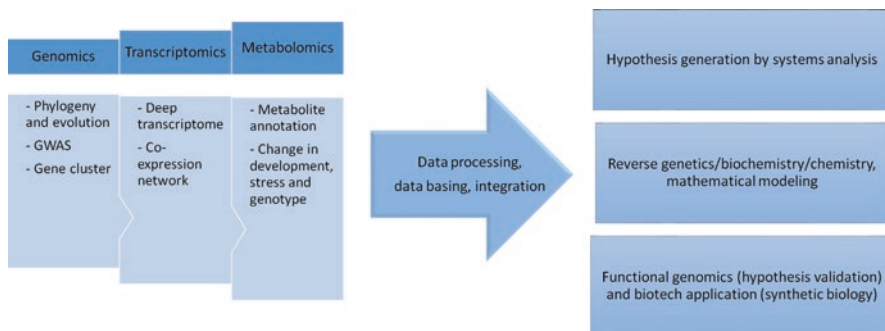 Genomics
- Phylogeny
and evolution
- GWAS
- Gene cluster
Transcriptomics
- Deep
transcriptome
- Co-
expression
network
Metabolomics
- Metabolite
annotation
- Change in
development,
stress and
genotype
Data processing,
data basing, integration
Hypothesis generation by systems analysis
Reverse genetics/biochemistry/chemistry,
mathematical modeling
Functional genomics (hypothesis validation)
and biotech application (synthetic biology)